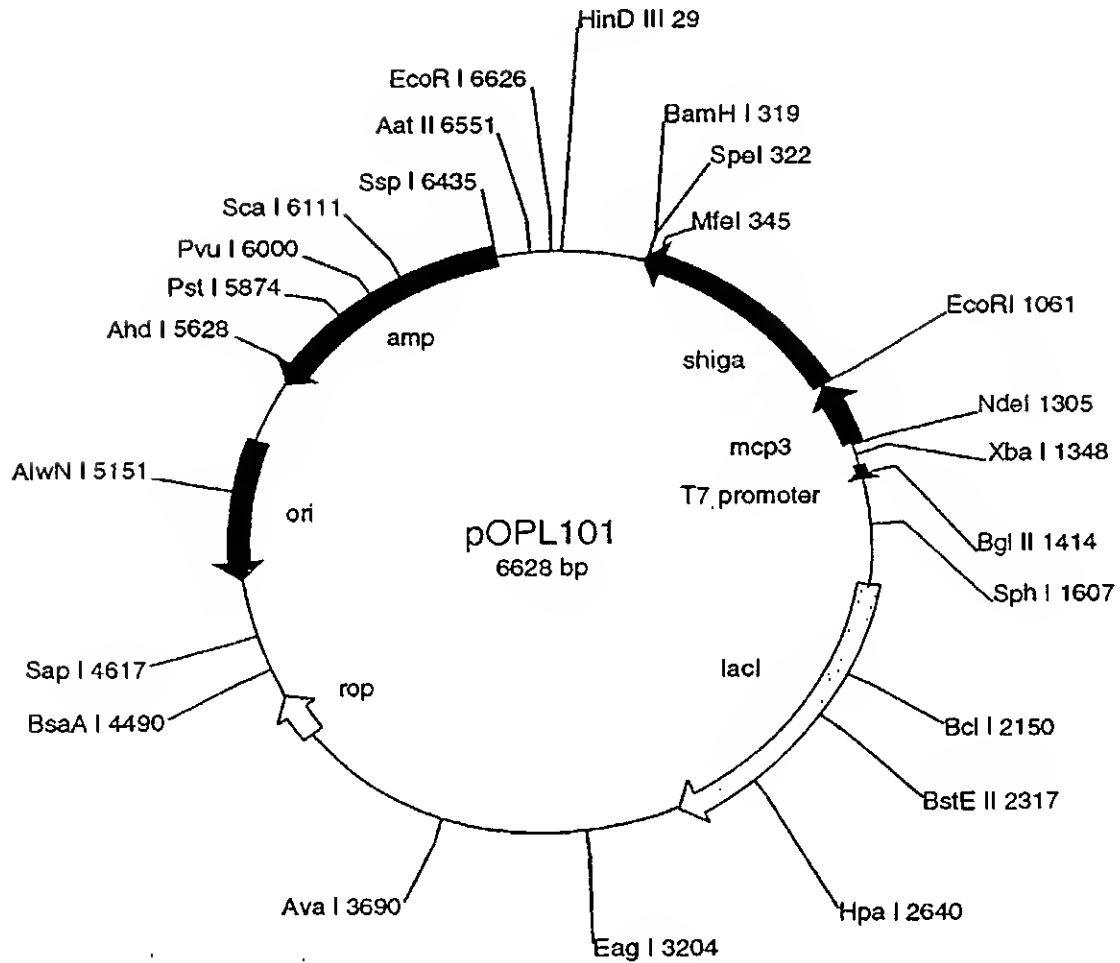 HinD III 29
EcoR I 6626
Aat II 6551
BamH I 319
SpeI 322
Ssp I 6435
MfeI 345
Sca I 6111
Pvu I 6000
Pst I 5874
Ahd I 5628
EcoRI 1061
amp
shiga
NdeI 1305
mcp3
Xba I 1348
AlwN I 5151
T7 promoter
ori
pOPL101
6628 bp
Bgl II 1414
Sph I 1607
Sap I 4617
lacI
rop
BsaA I 4490
Bcl I 2150
BstE II 2317
Ava I 3690
Hpa I 2640
Eag I 3204